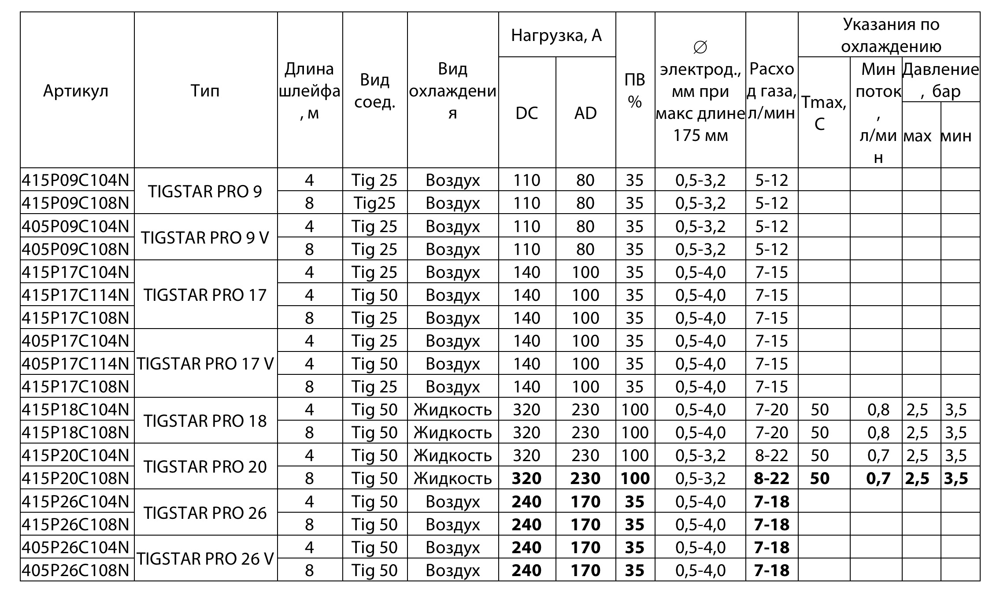 Артикул
Тип
Длина
шлейфа
, м
Вид
соед.
Вид
охлаждени
я
Нагрузка, А
DC
AD
ПВ
%
∅
электрод.,
мм при
макс длине
175 мм
Расхо
д газа,
л/мин
Указания по
охлаждению
Tmax,
С
Мин
поток
,
л/ми
н
Давление
, бар
мах
мин
415P09C104N TIGSTAR PRO 9 4 Tig 25 Воздух 110 80 35 0,5-3,2 5-12
415P09C108N 8 Tig25 Воздух 110 80 35 0,5-3,2 5-12
405P09C104N TIGSTAR PRO 9 V 4 Tig 25 Воздух 110 80 35 0,5-3,2 5-12
405P09C108N 8 Tig 25 Воздух 110 80 35 0,5-3,2 5-12
415P17C104N TIGSTAR PRO 17 4 Tig 25 Воздух 140 100 35 0,5-4,0 7-15
415P17C114N 4 Tig 50 Воздух 140 100 35 0,5-4,0 7-15
415P17C108N 8 Tig 25 Воздух 140 100 35 0,5-4,0 7-15
405P17C104N TIGSTAR PRO 17 V 4 Tig 25 Воздух 140 100 35 0,5-4,0 7-15
405P17C114N 4 Tig 50 Воздух 140 100 35 0,5-4,0 7-15
415P17C108N 8 Tig 25 Воздух 140 100 35 0,5-4,0 7-15
415P18C104N TIGSTAR PRO 18 4 Tig 50 Жидкость 320 230 100 0,5-4,0 7-20 50 0,8 2,5 3,5
415P18C108N 8 Tig 50 Жидкость 320 230 100 0,5-4,0 7-20 50 0,8 2,5 3,5
415P20C104N TIGSTAR PRO 20 4 Tig 50 Жидкость 320 230 100 0,5-3,2 8-22 50 0,7 2,5 3,5
415P20C108N 8 Tig 50 Жидкость 320 230 100 0,5-3,2 8-22 50 0,7 2,5 3,5
415P26C104N TIGSTAR PRO 26 4 Tig 50 Воздух 240 170 35 0,5-4,0 7-18
415P26C108N 8 Tig 50 Воздух 240 170 35 0,5-4,0 7-18
405P26C104N TIGSTAR PRO 26 V 4 Tig 50 Воздух 240 170 35 0,5-4,0 7-18
405P26C108N 8 Tig 50 Воздух 240 170 35 0,5-4,0 7-18